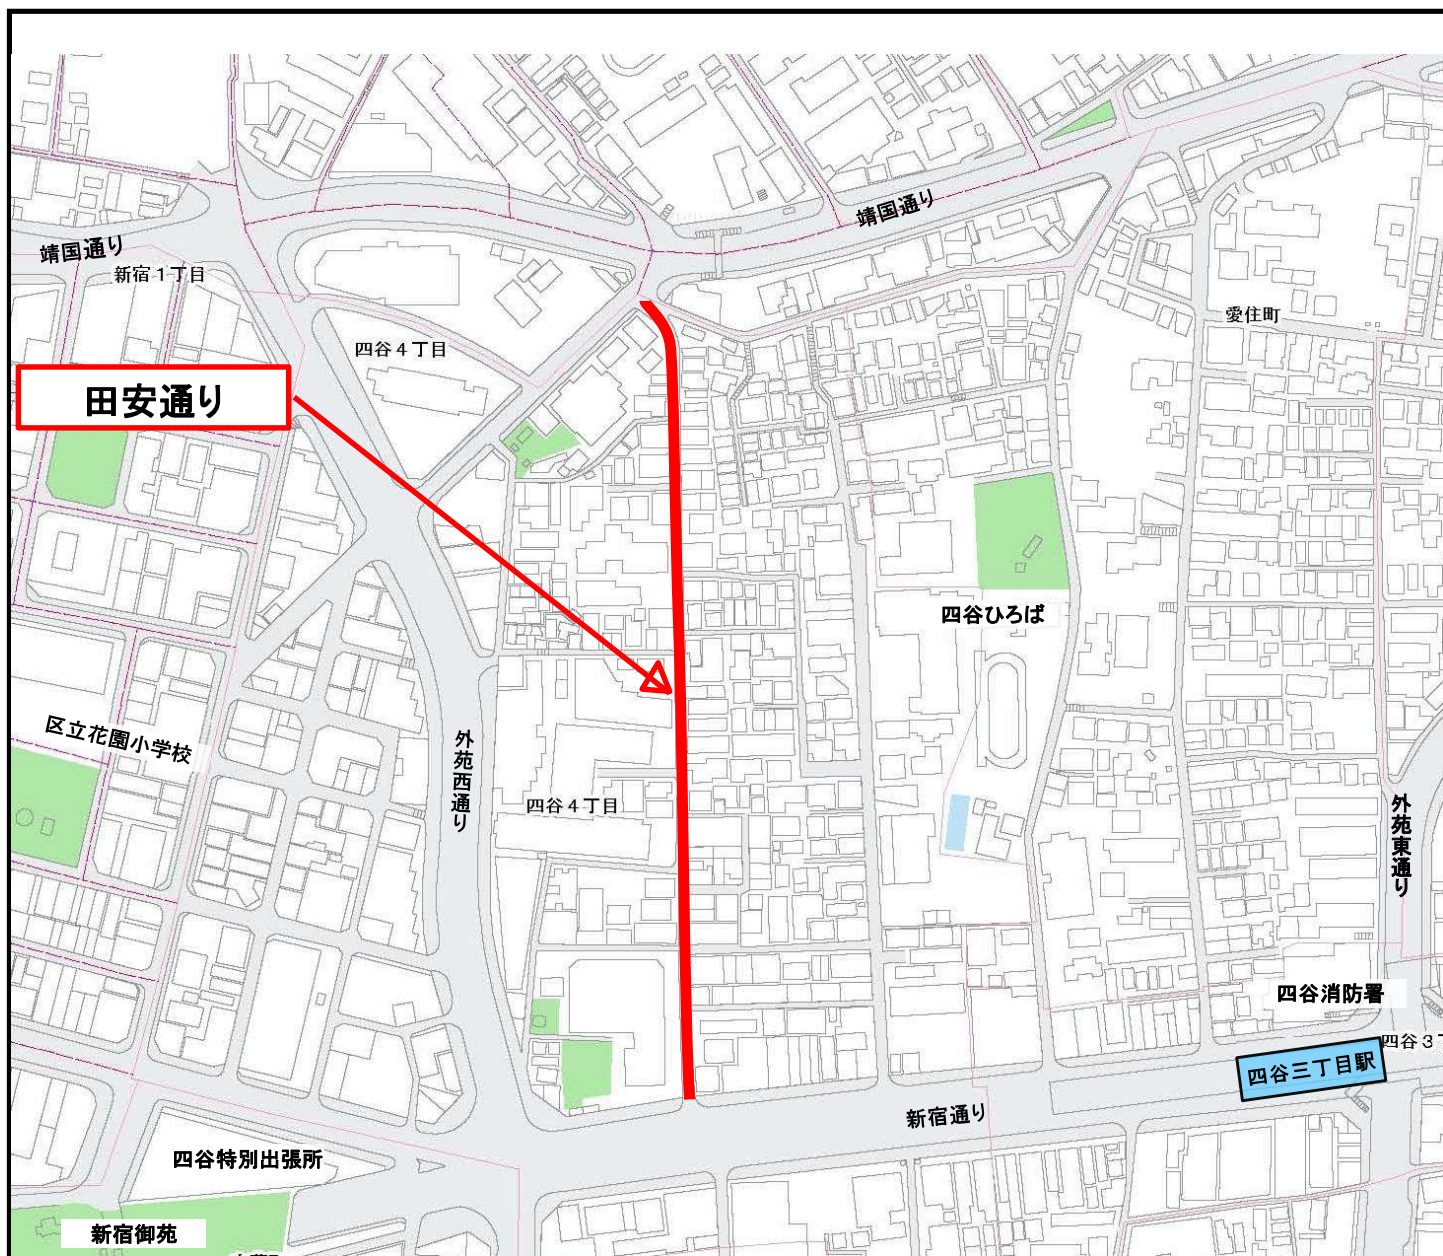 靖国通り
靖国通り
新宿1丁目
愛住町
四谷4丁目
田安通り
四谷ひろば
区立花園小学校
外苑西通り
四谷4丁目
外苑東通り
四谷消防署
四谷3丁
四谷三丁目駅
新宿通り
四谷特別出張所
新宿御苑